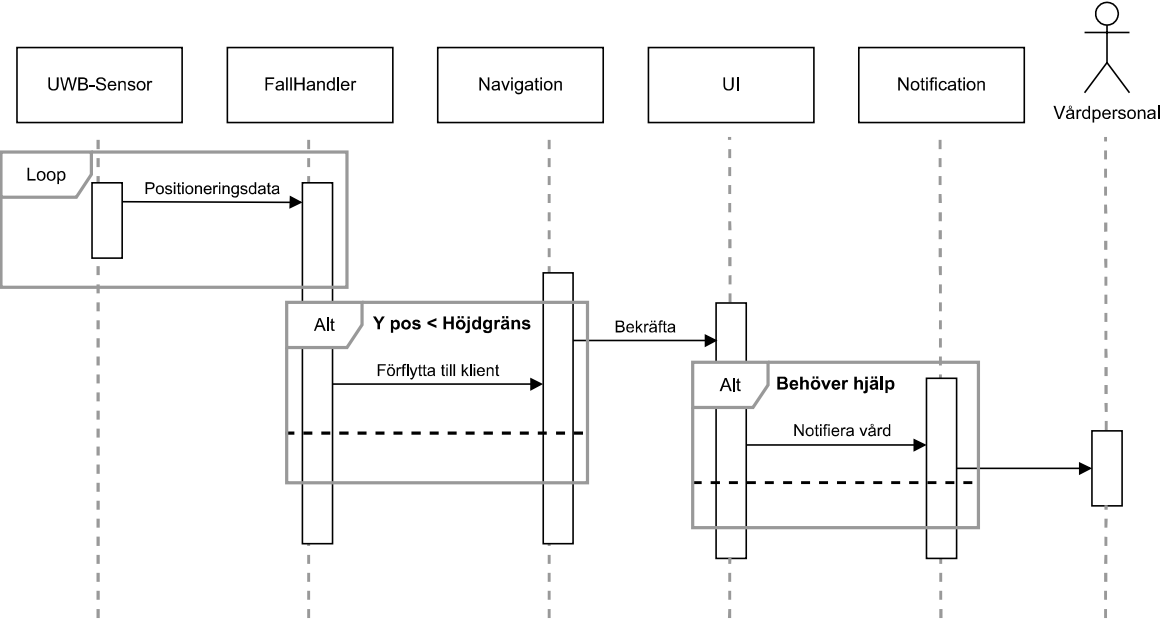 UWB-Sensor
FallHandler
Navigation
UI
Notification
Vårdpersonal
Loop
Positioneringsdata
Alt
Y pos < Höjdgräns
Bekräfta
Förflytta till klient
Alt
Behöver hjälp
Notifiera vård